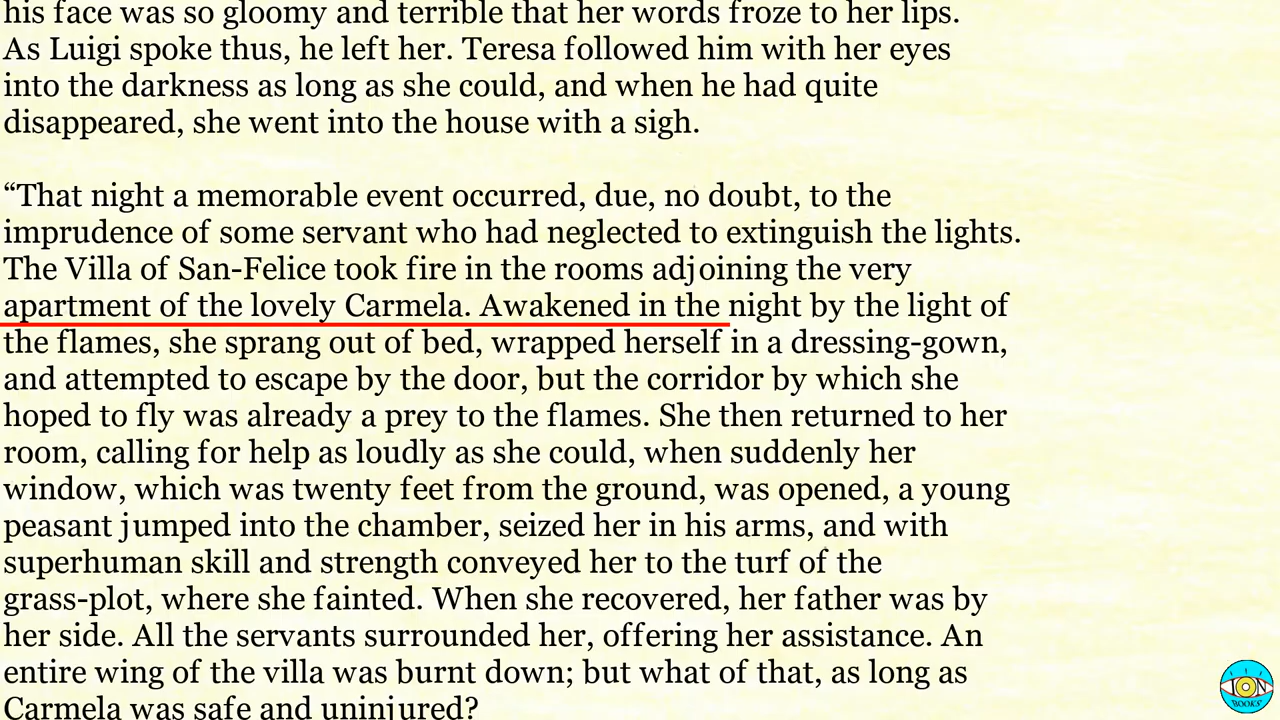 his face was so gloomy and terrible that her words froze to her lips.
As Luigi spoke thus, he left her. Teresa followed him with her eyes
into the darkness as long as she could, and when he had quite
disappeared, she went into the house with a sigh.
“That night a memorable event occurred, due, no doubt, to the
imprudence of some servant who had neglected to extinguish the lights.
The Villa of San-Felice took fire in the rooms adjoining the very
apartment of the lovely Carmela. Awakened in the night by the light of
the flames, she sprang out of bed, wrapped herself in a dressing-gown,
and attempted to escape by the door, but the corridor by which she
hoped to fly was already a prey to the flames. She then returned to her
room, calling for help as loudly as she could, when suddenly her
window, which was twenty feet from the ground, was opened, a young
peasant jumped into the chamber, seized her in his arms, and with
superhuman skill and strength conveyed her to the turf of the
grass-plot, where she fainted. When she recovered, her father was by
her side. All the servants surrounded her, offering her assistance. An
entire wing of the villa was burnt down; but what of that, as long as
Carmela was safe and uninjured?
ION
BOOKS